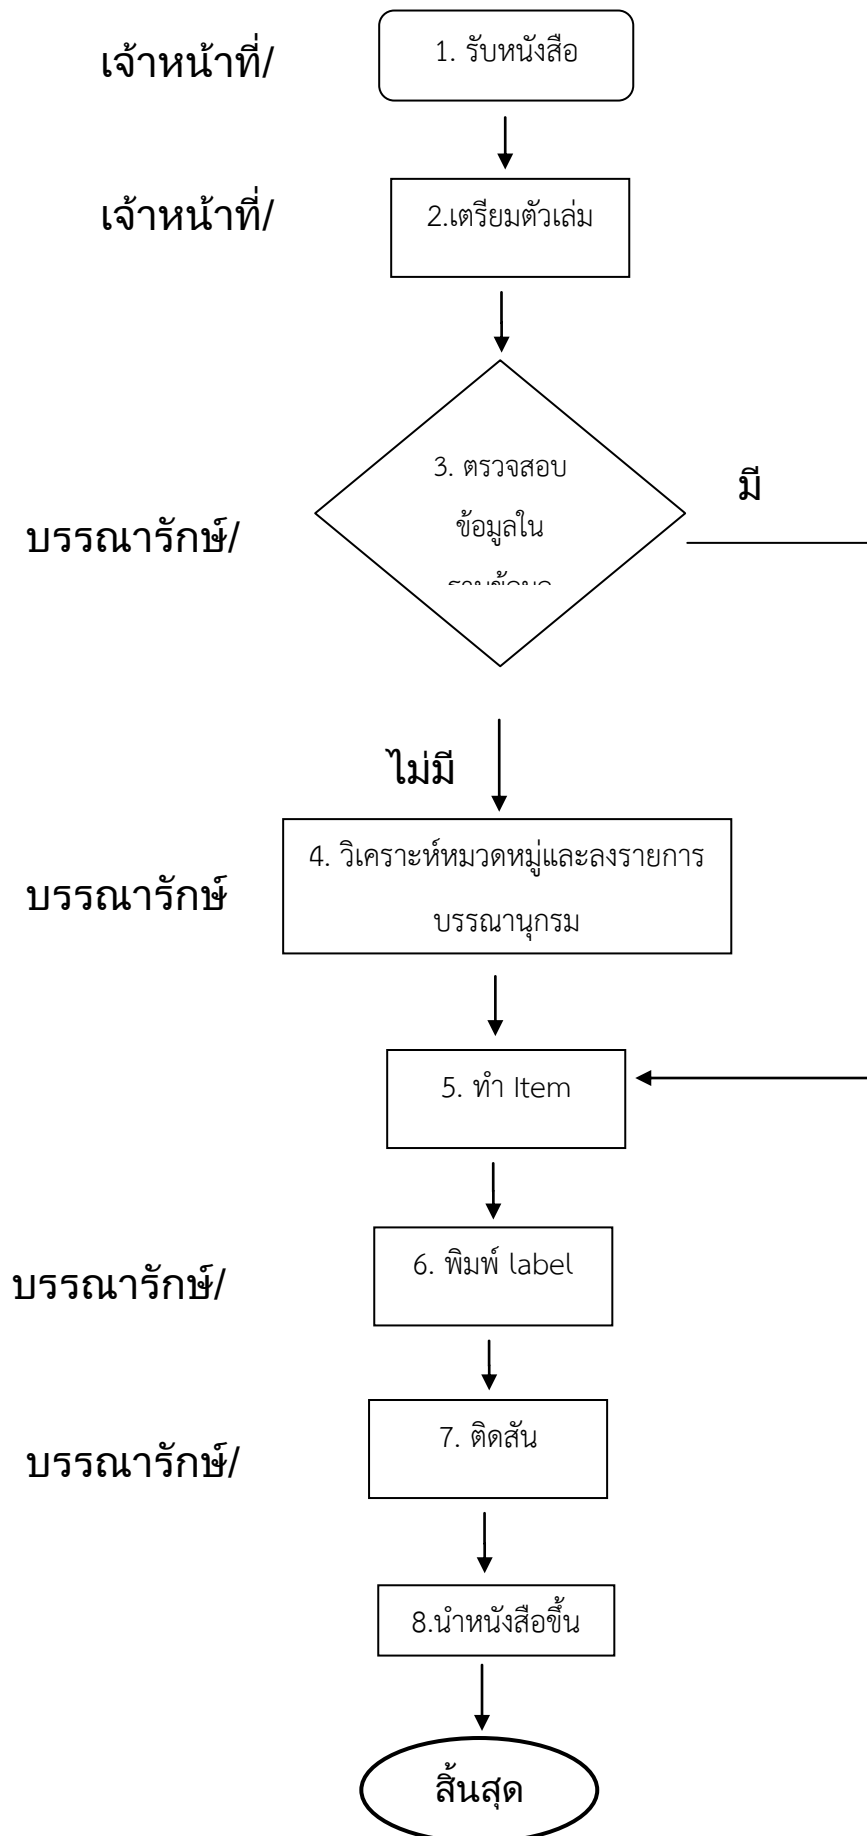 เจ้าหน้าที่/
1. รับหนังสือ
เจ้าหน้าที่/
2.เตรียมตัวเล่ม
3. ตรวจสอบ
ข้อมูลใน
มี
บรรณารักษ์/
ไม่มี
4. วิเคราะห์หมวดหมู่และลงรายการ
บรรณานุกรม
บรรณารักษ์
5. ทำ Item
6. พิมพ์ label
บรรณารักษ์/
7. ติดสัน
บรรณารักษ์/
8.นำหนังสือขึ้น
สิ้นสุด